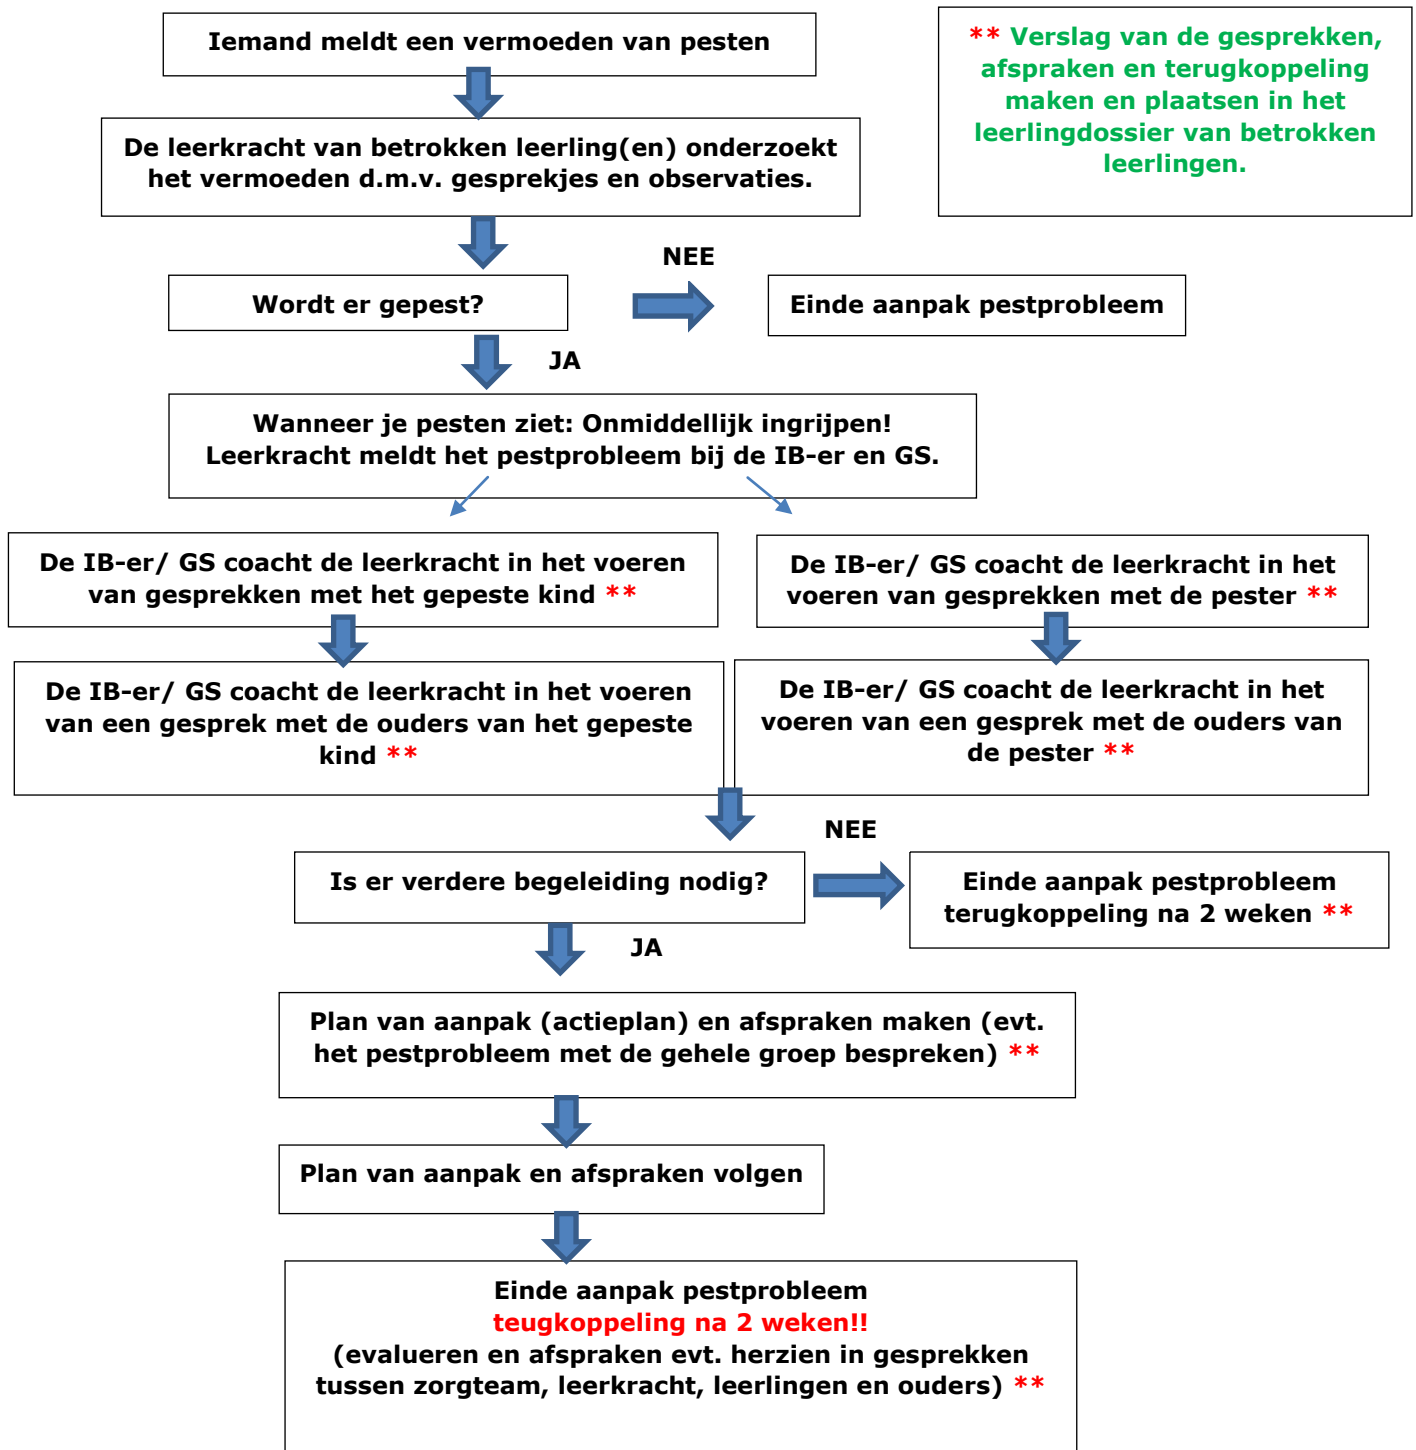 Iemand meldt een vermoeden van pesten
** Verslag van de gesprekken,
afspraken en terugkoppeling
maken en plaatsen in het
leerlingdossier van betrokken
leerlingen.
De leerkracht van betrokken leerling(en) onderzoekt
het vermoeden d.m.v. gesprekjes en observaties.
NEE
Wordt er gepest?
Einde aanpak pestprobleem
JA
Wanneer je pesten ziet: Onmiddellijk ingrijpen!
Leerkracht meldt het pestprobleem bij de IB-er en GS.
De IB-er/ GS coacht de leerkracht in het voeren
van gesprekken met het gepeste kind **
De IB-er/ GS coacht de leerkracht in het
voeren van gesprekken met de pester **
De IB-er/ GS coacht de leerkracht in het voeren
van een gesprek met de ouders van het gepeste
kind **
De IB-er/ GS coacht de leerkracht in het
voeren van een gesprek met de ouders van
de pester **
NEE
Is er verdere begeleiding nodig?
Einde aanpak pestprobleem
terugkoppeling na 2 weken **
JA
Plan van aanpak (actieplan) en afspraken maken (evt.
het pestprobleem met de gehele groep bespreken) **
Plan van aanpak en afspraken volgen
Einde aanpak pestprobleem
teugkoppeling na 2 weken!!
(evalueren en afspraken evt. herzien in gesprekken
tussen zorgteam, leerkracht, leerlingen en ouders) **